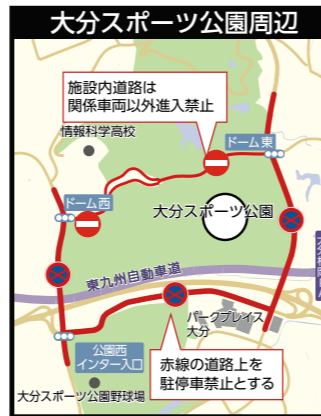 大分スポーツ公園周辺
施設内道路は
関係車両以外進入禁止
情報科学高校
ドーム東
ドーム西
大分スポーツ公園
東九州自動車道
パークプレイス
大分
公園西
インター入口
赤線の道路上を
駐停車禁止とする
大分スポーツ公園野球場